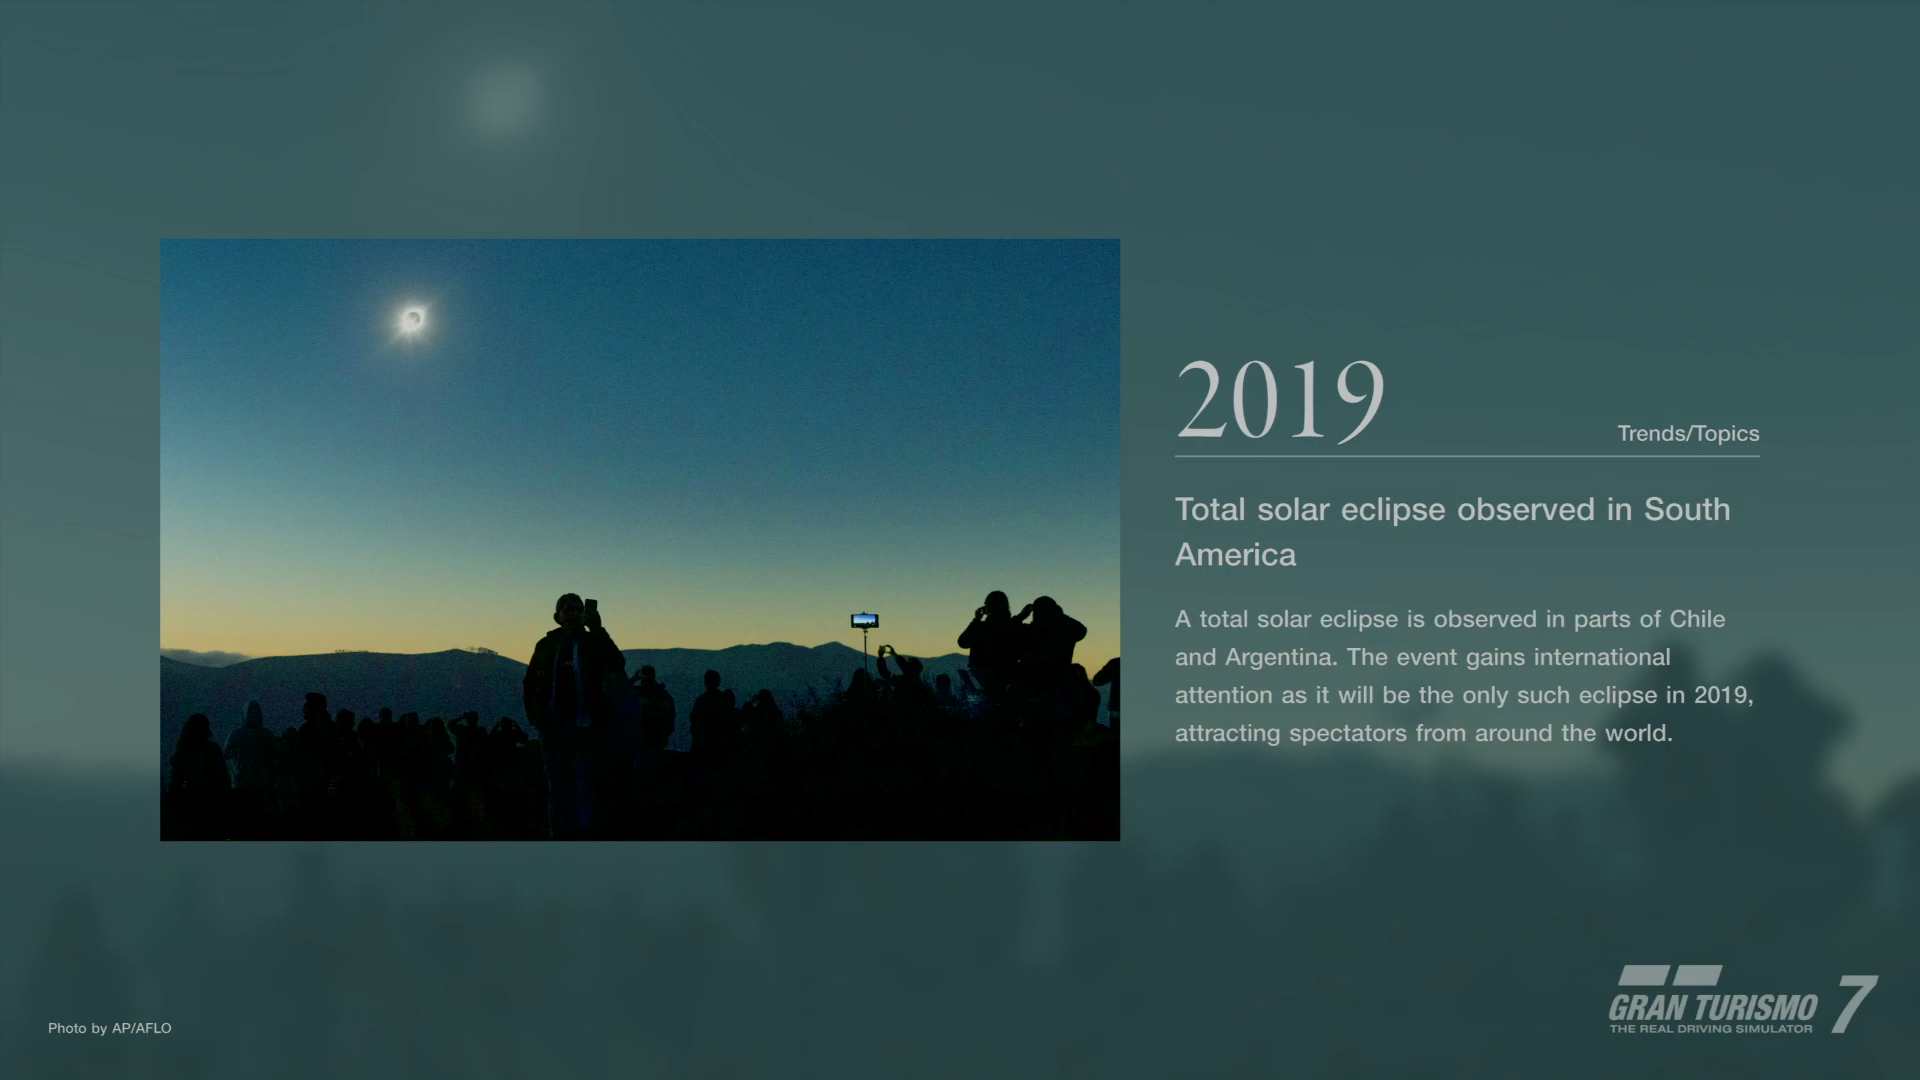 2019
Trends/Topics
Total solar eclipse observed in South
America
A total solar eclipse is observed in parts of Chile
and Argentina. The event gains international
attention as it will be the only such eclipse in 2019,
attracting spectators from around the world.
Photo by AP/AFLO
GRAN TURISMO 7
THE REAL DRIVING SIMULATOR